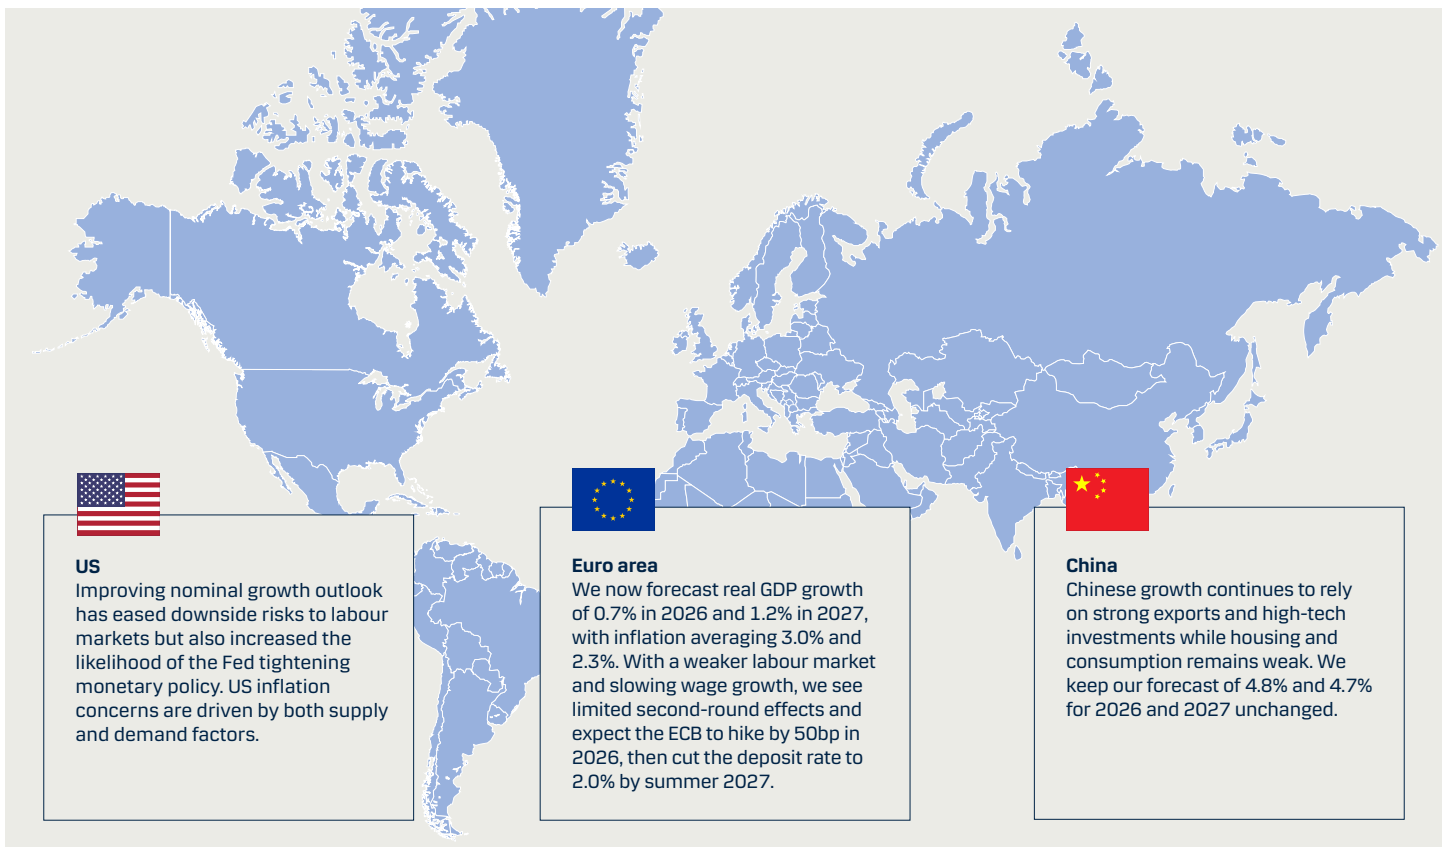 US
Improving nominal growth outlook
has eased downside risks to labour
markets but also increased the
likelihood of the Fed tightening
monetary policy. US inflation
concerns are driven by both supply
and demand factors.
Euro area
We now forecast real GDP growth
of 0.7% in 2026 and 1.2% in 2027,
with inflation averaging 3.0% and
2.3%. With a weaker labour market
and slowing wage growth, we see
limited second-round effects and
expect the ECB to hike by 50bp in
2026, then cut the deposit rate to
2.0% by summer 2027.
China
Chinese growth continues to rely
on strong exports and high-tech
investments while housing and
consumption remains weak. We
keep our forecast of 4.8% and 4.7%
for 2026 and 2027 unchanged.